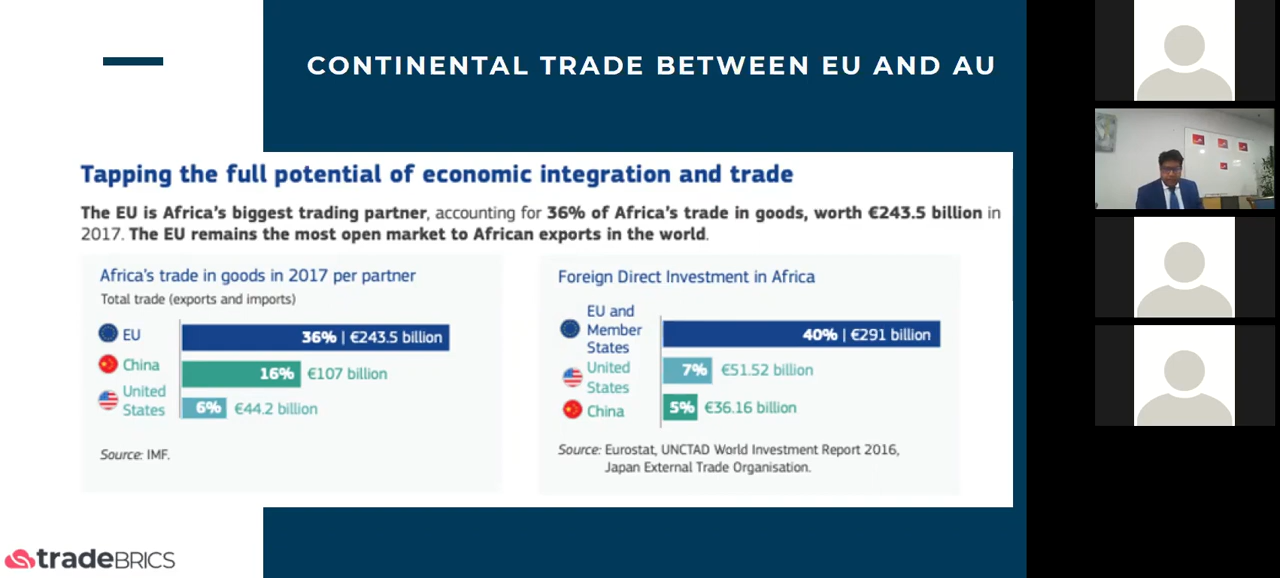 CONTINENTAL TRADE BETWEEN EU AND AU
Tapping the full potential of economic integration and trade
The EU is Africa's biggest trading partner, accounting for 36% of Africa's trade in goods, worth €243.5 billion in
2017. The EU remains the most open market to African exports in the world.
Africa's trade in goods in 2017 per partner
Total trade (exports and imports)
EU
36% | €243.5 billion
China
16% €107 billion
United
States
6% €44.2 billion
Source: IMF.
Foreign Direct Investment in Africa
EU and
Member
States
40% | €291 billion
United
States
7% €51.52 billion
China
5% €36.16 billion
Source: Eurostat, UNCTAD World Investment Report 2016,
Japan External Trade Organisation.
tradeBRICS